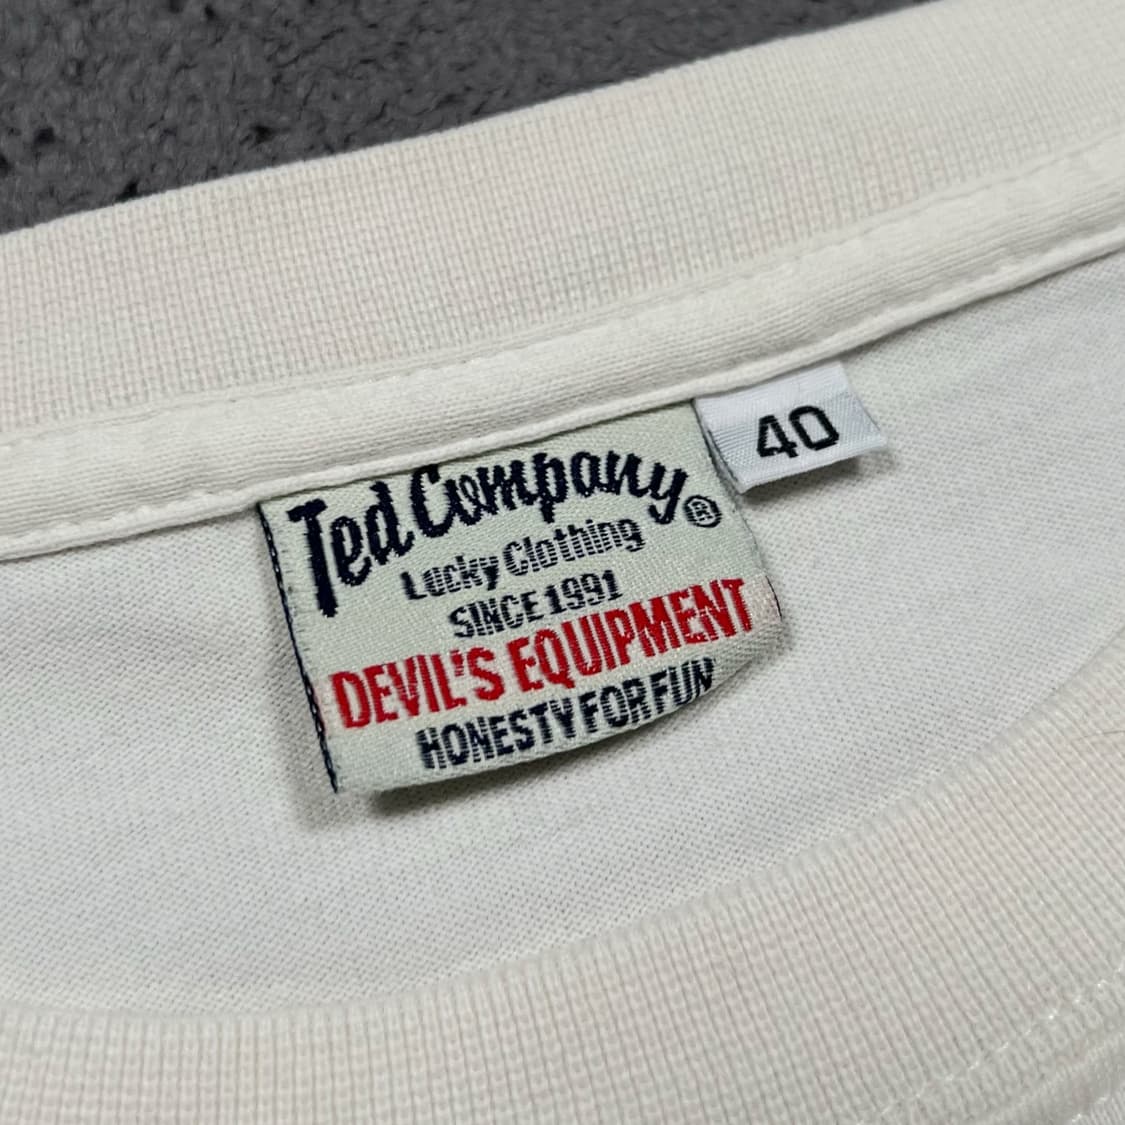 Ted Company®
Lucky Clothing
SINCE 1991
DEVIL'S EQUIPMENT
HONESTY FOR FUN
40